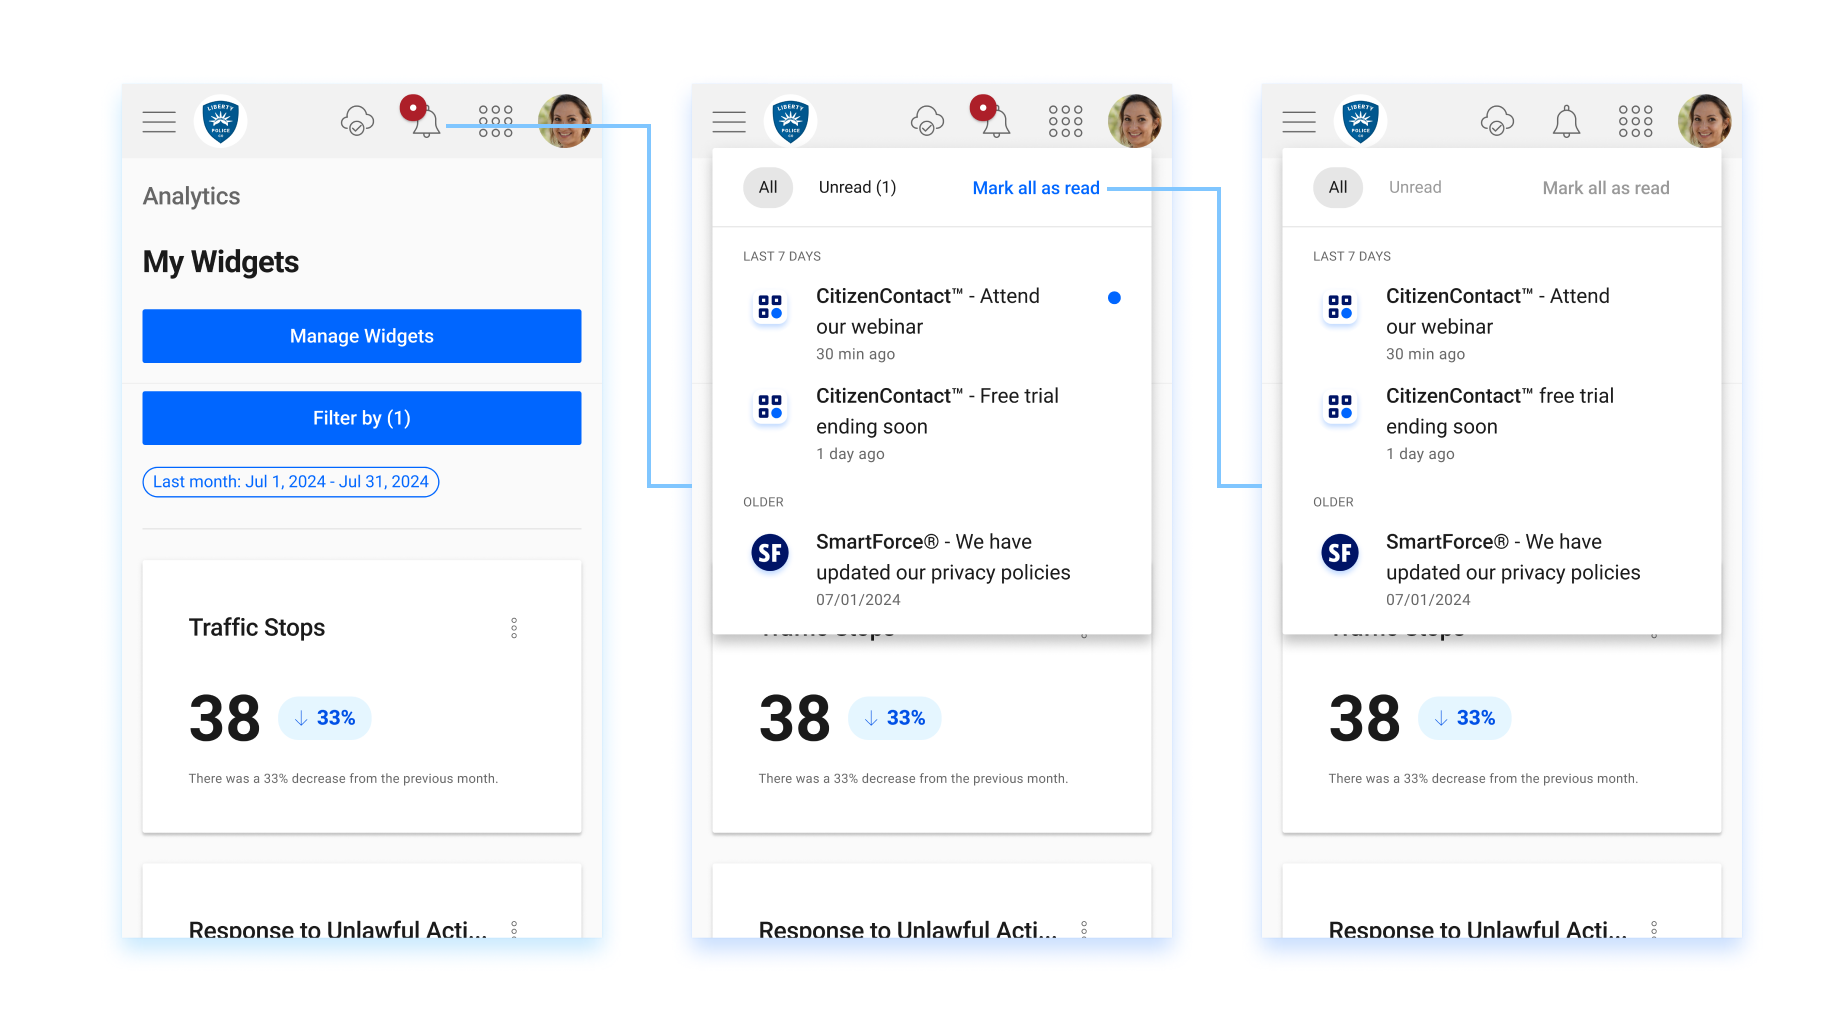 LIBERTY
POLICE
CO
Analytics
My Widgets
Manage Widgets
Filter by (1)
Last month: Jul 1, 2024 - Jul 31, 2024
Traffic Stops
38
33%
There was a 33% decrease from the previous month.
Response to Unlawful Acti...
LIBERTY
POLICE
CO
All
Unread (1)
Mark all as read
LAST 7 DAYS
CitizenContact™ - Attend
our webinar
30 min ago
CitizenContact™ - Free trial
ending soon
1 day ago
OLDER
SF
SmartForce® - We have
updated our privacy policies
07/01/2024
Traffic Stops
38
33%
There was a 33% decrease from the previous month.
Response to Unlawful Acti...
LIBERTY
POLICE
CO
All
Unread
Mark all as read
LAST 7 DAYS
CitizenContact™ - Attend
our webinar
30 min ago
CitizenContact™ free trial
ending soon
1 day ago
OLDER
SF
SmartForce® - We have
updated our privacy policies
07/01/2024
Traffic Stops
38
33%
There was a 33% decrease from the previous month.
Response to Unlawful Acti...